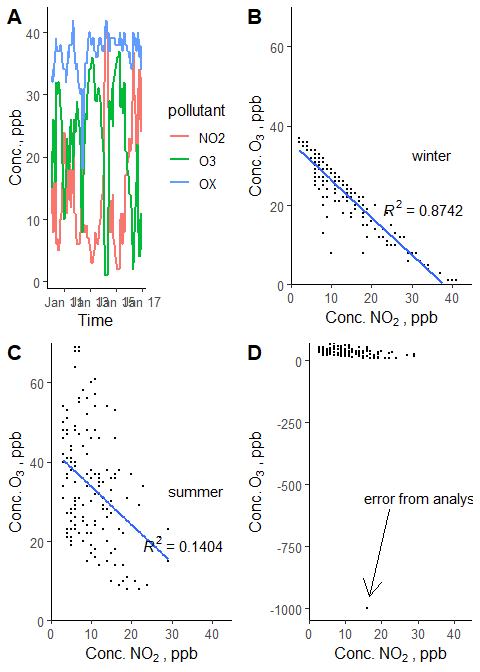 A
Conc., ppb
40
30
20
10
0
Jan 11
Jan 13
Jan 15
Jan 17
Time
pollutant
NO2
O3
OX
B
Conc. O3 , ppb
60
40
20
0
0
10
20
30
40
Conc. NO2 , ppb
winter
R2 = 0.8742
C
Conc. O3 , ppb
60
40
20
0
0
10
20
30
40
Conc. NO2 , ppb
summer
R2 = 0.1404
D
Conc. O3 , ppb
0
-250
-500
-750
-1000
0
10
20
30
40
Conc. NO2 , ppb
error from analys